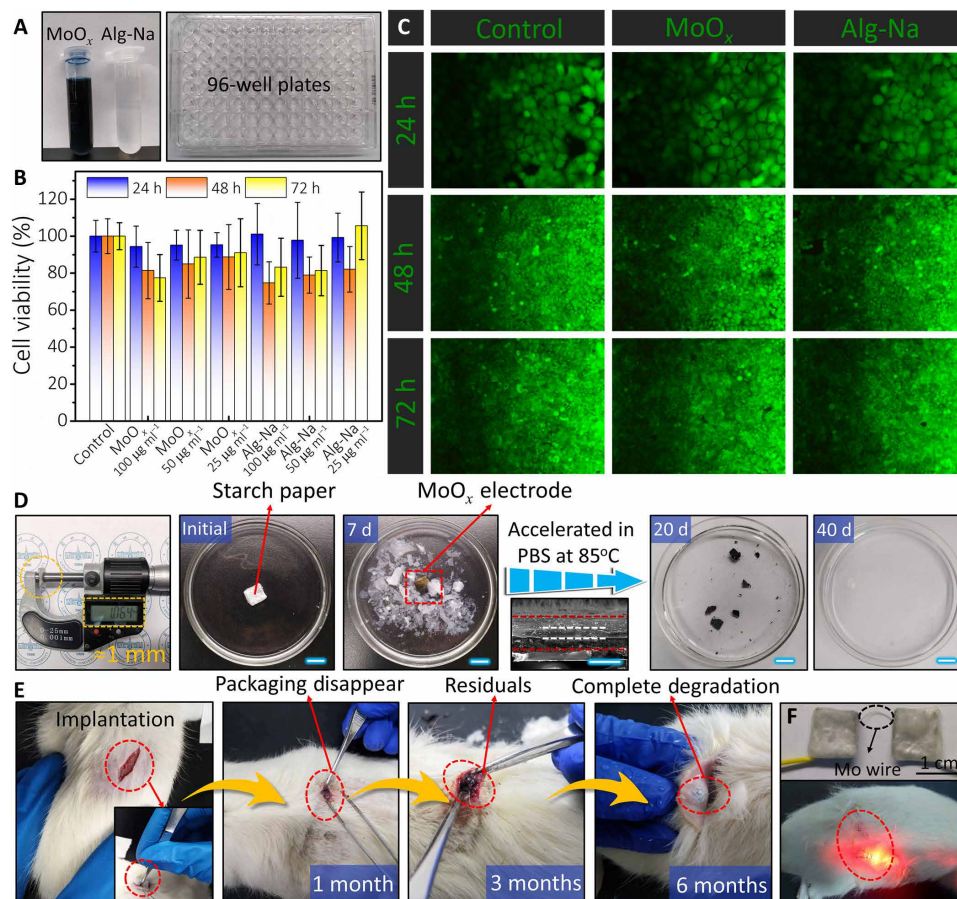 A
MoOx Alg-Na
96-well plates
B
24 h 48 h 72 h
Cell viability (%)
120
100
80
60
40
20
0
Control
MoOx
100 µg ml⁻¹
MoOx
50 µg ml⁻¹
MoOx
25 µg ml⁻¹
Alg-Na
100 µg ml⁻¹
Alg-Na
50 µg ml⁻¹
Alg-Na
25 µg ml⁻¹
C
Control MoOx Alg-Na
24 h
48 h
72 h
D
0-25mm
0.001mm
≈1 mm
Starch paper
Initial
MoOx electrode
7 d
Accelerated in
PBS at 85°C
20 d
40 d
E
Implantation
Packaging disappear
1 month
Residuals
3 months
Complete degradation
6 months
F
Mo wire
1 cm